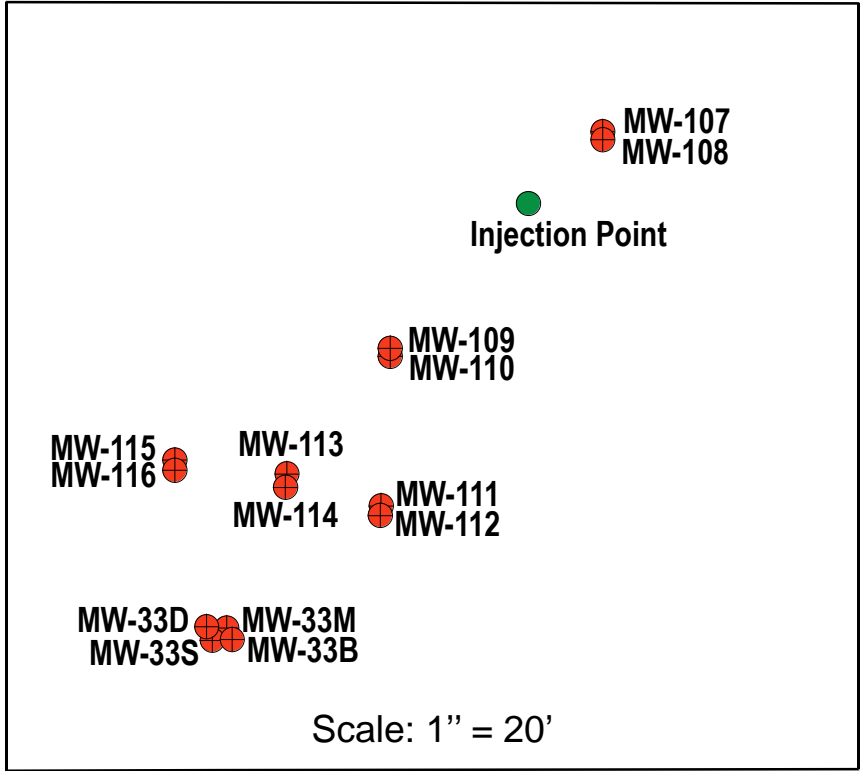 MW-107
MW-108
Injection Point
MW-109
MW-110
MW-115
MW-116
MW-113
MW-114
MW-111
MW-112
MW-33D
MW-33M
MW-33S
MW-33B
Scale: 1’’ = 20’